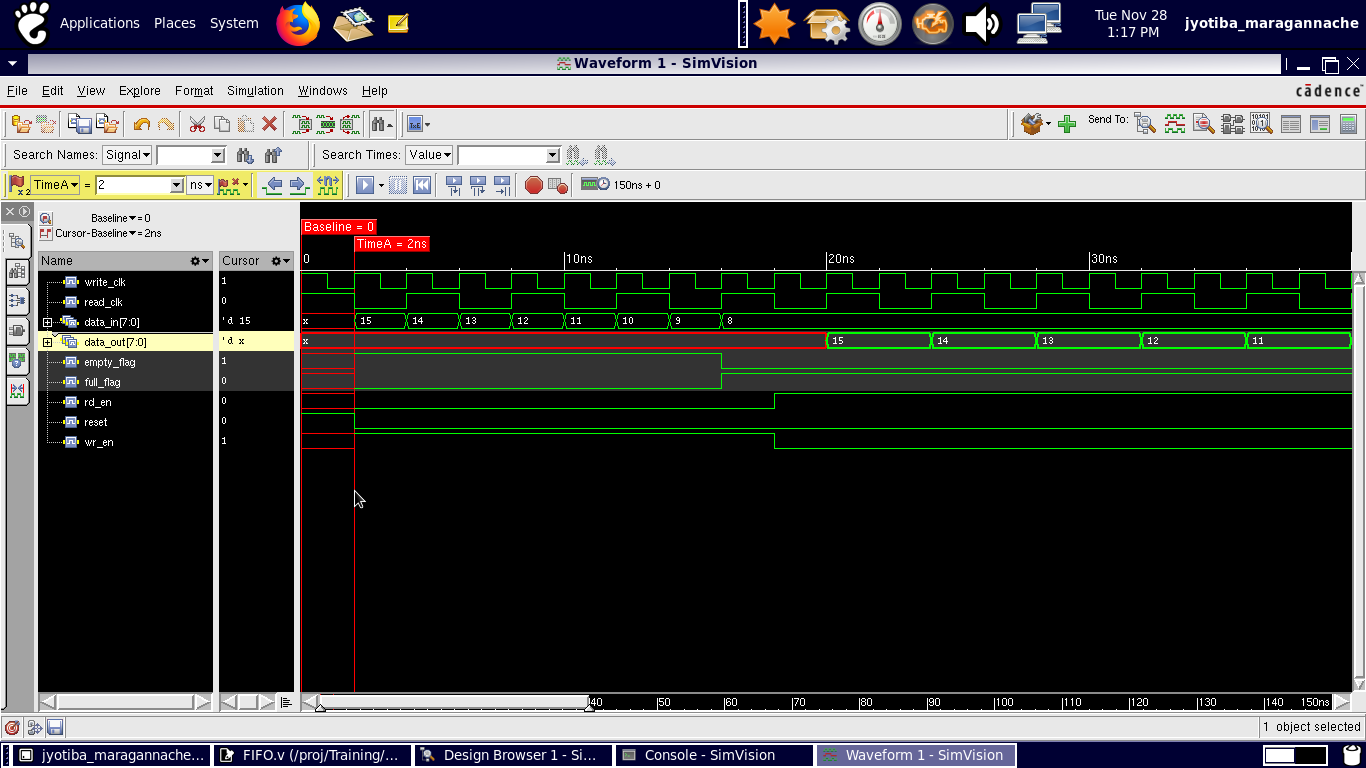 Applications Places System
Tue Nov 28
1:17 PM
jyotiba_maragannache
Waveform 1 - SimVision
File Edit View Explore Format Simulation Windows Help
cādence
Send To:
Search Names: Signal
Search Times: Value
x2 TimeA = 2 ns
150ns + 0
Baseline = 0
Cursor-Baseline = 2ns
Baseline = 0
TimeA = 2ns
Name Cursor
0 10ns 20ns 30ns
write_clk 1
read_clk 0
data_in[7:0] 'd 15 x 15 14 13 12 11 10 9 8
data_out[7:0] 'd x x 15 14 13 12 11
empty_flag 1
full_flag 0
rd_en 0
reset 0
wr_en 1
40 50 60 70 80 90 100 110 120 130 140 150ns
1 object selected
jyotiba_maragannache...
FIFO.v (/proj/Training/...
Design Browser 1 - Si...
Console - SimVision
Waveform 1 - SimVision